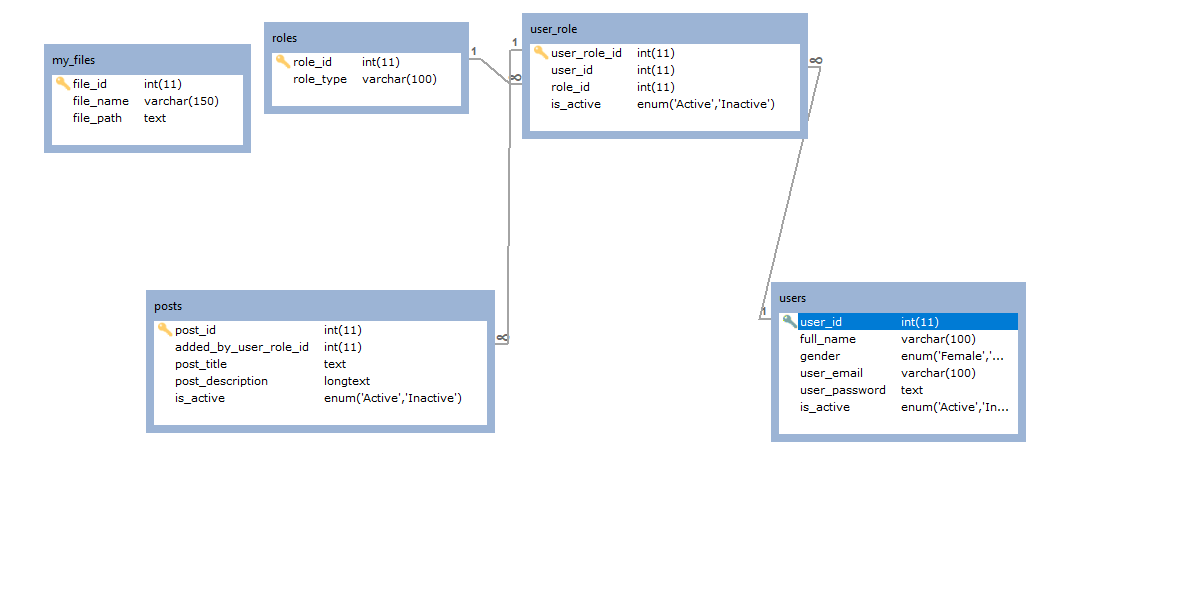 my_files
file_id int(11)
file_name varchar(150)
file_path text
roles
role_id int(11)
role_type varchar(100)
1
user_role
user_role_id int(11)
user_id int(11)
role_id int(11)
is_active enum('Active','Inactive')
1
∞
∞
posts
post_id int(11)
added_by_user_role_id int(11)
post_title text
post_description longtext
is_active enum('Active','Inactive')
∞
1
users
user_id int(11)
full_name varchar(100)
gender enum('Female','...
user_email varchar(100)
user_password text
is_active enum('Active','In...